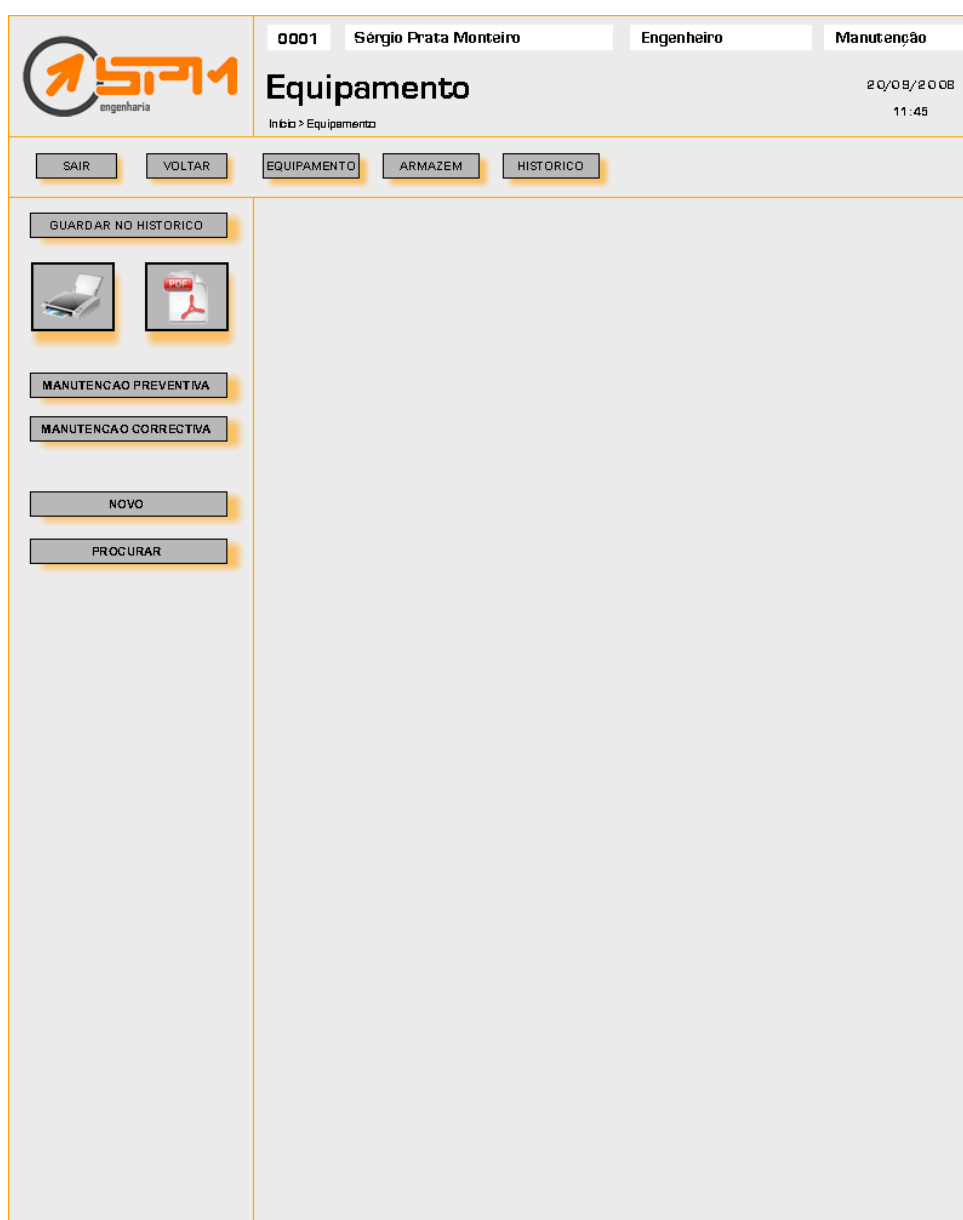 SPM
engenharia
0001 Sérgio Prata Monteiro Engenheiro Manutenção
Equipamento
20/09/2008
11:45
Início > Equipamento
SAIR VOLTAR EQUIPAMENTO ARMAZEM HISTORICO
GUARDAR NO HISTORICO
PDF
MANUTENCAO PREVENTIVA
MANUTENCAO CORRECTIVA
NOVO
PROCURAR